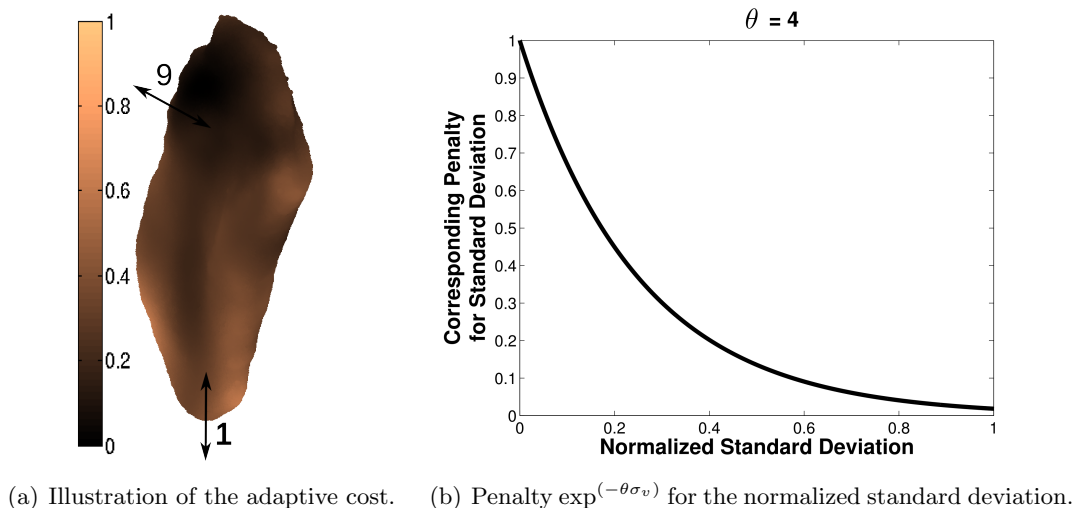 1
0.8
0.6
0.4
0.2
0
9
1
θ = 4
1
0.9
0.8
0.7
0.6
0.5
0.4
0.3
0.2
0.1
0
0 0.2 0.4 0.6 0.8 1
Corresponding Penalty
for Standard Deviation
Normalized Standard Deviation
(a) Illustration of the adaptive cost.
(b) Penalty exp^(−θσ_v) for the normalized standard deviation.